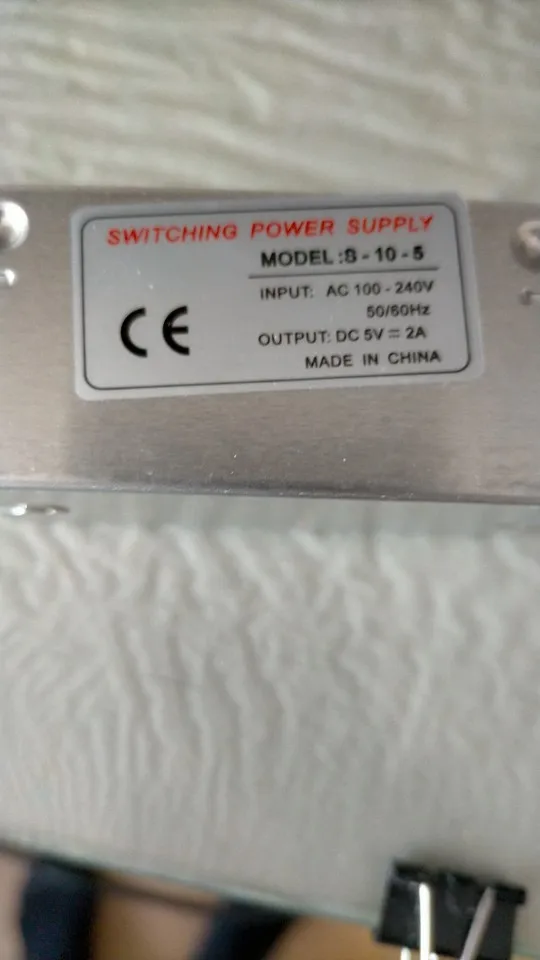 SWITCHING POWER SUPPLY
MODEL :S - 10 - 5
INPUT: AC 100 - 240V
50/60Hz
CE
OUTPUT: DC 5V = 2A
MADE IN CHINA